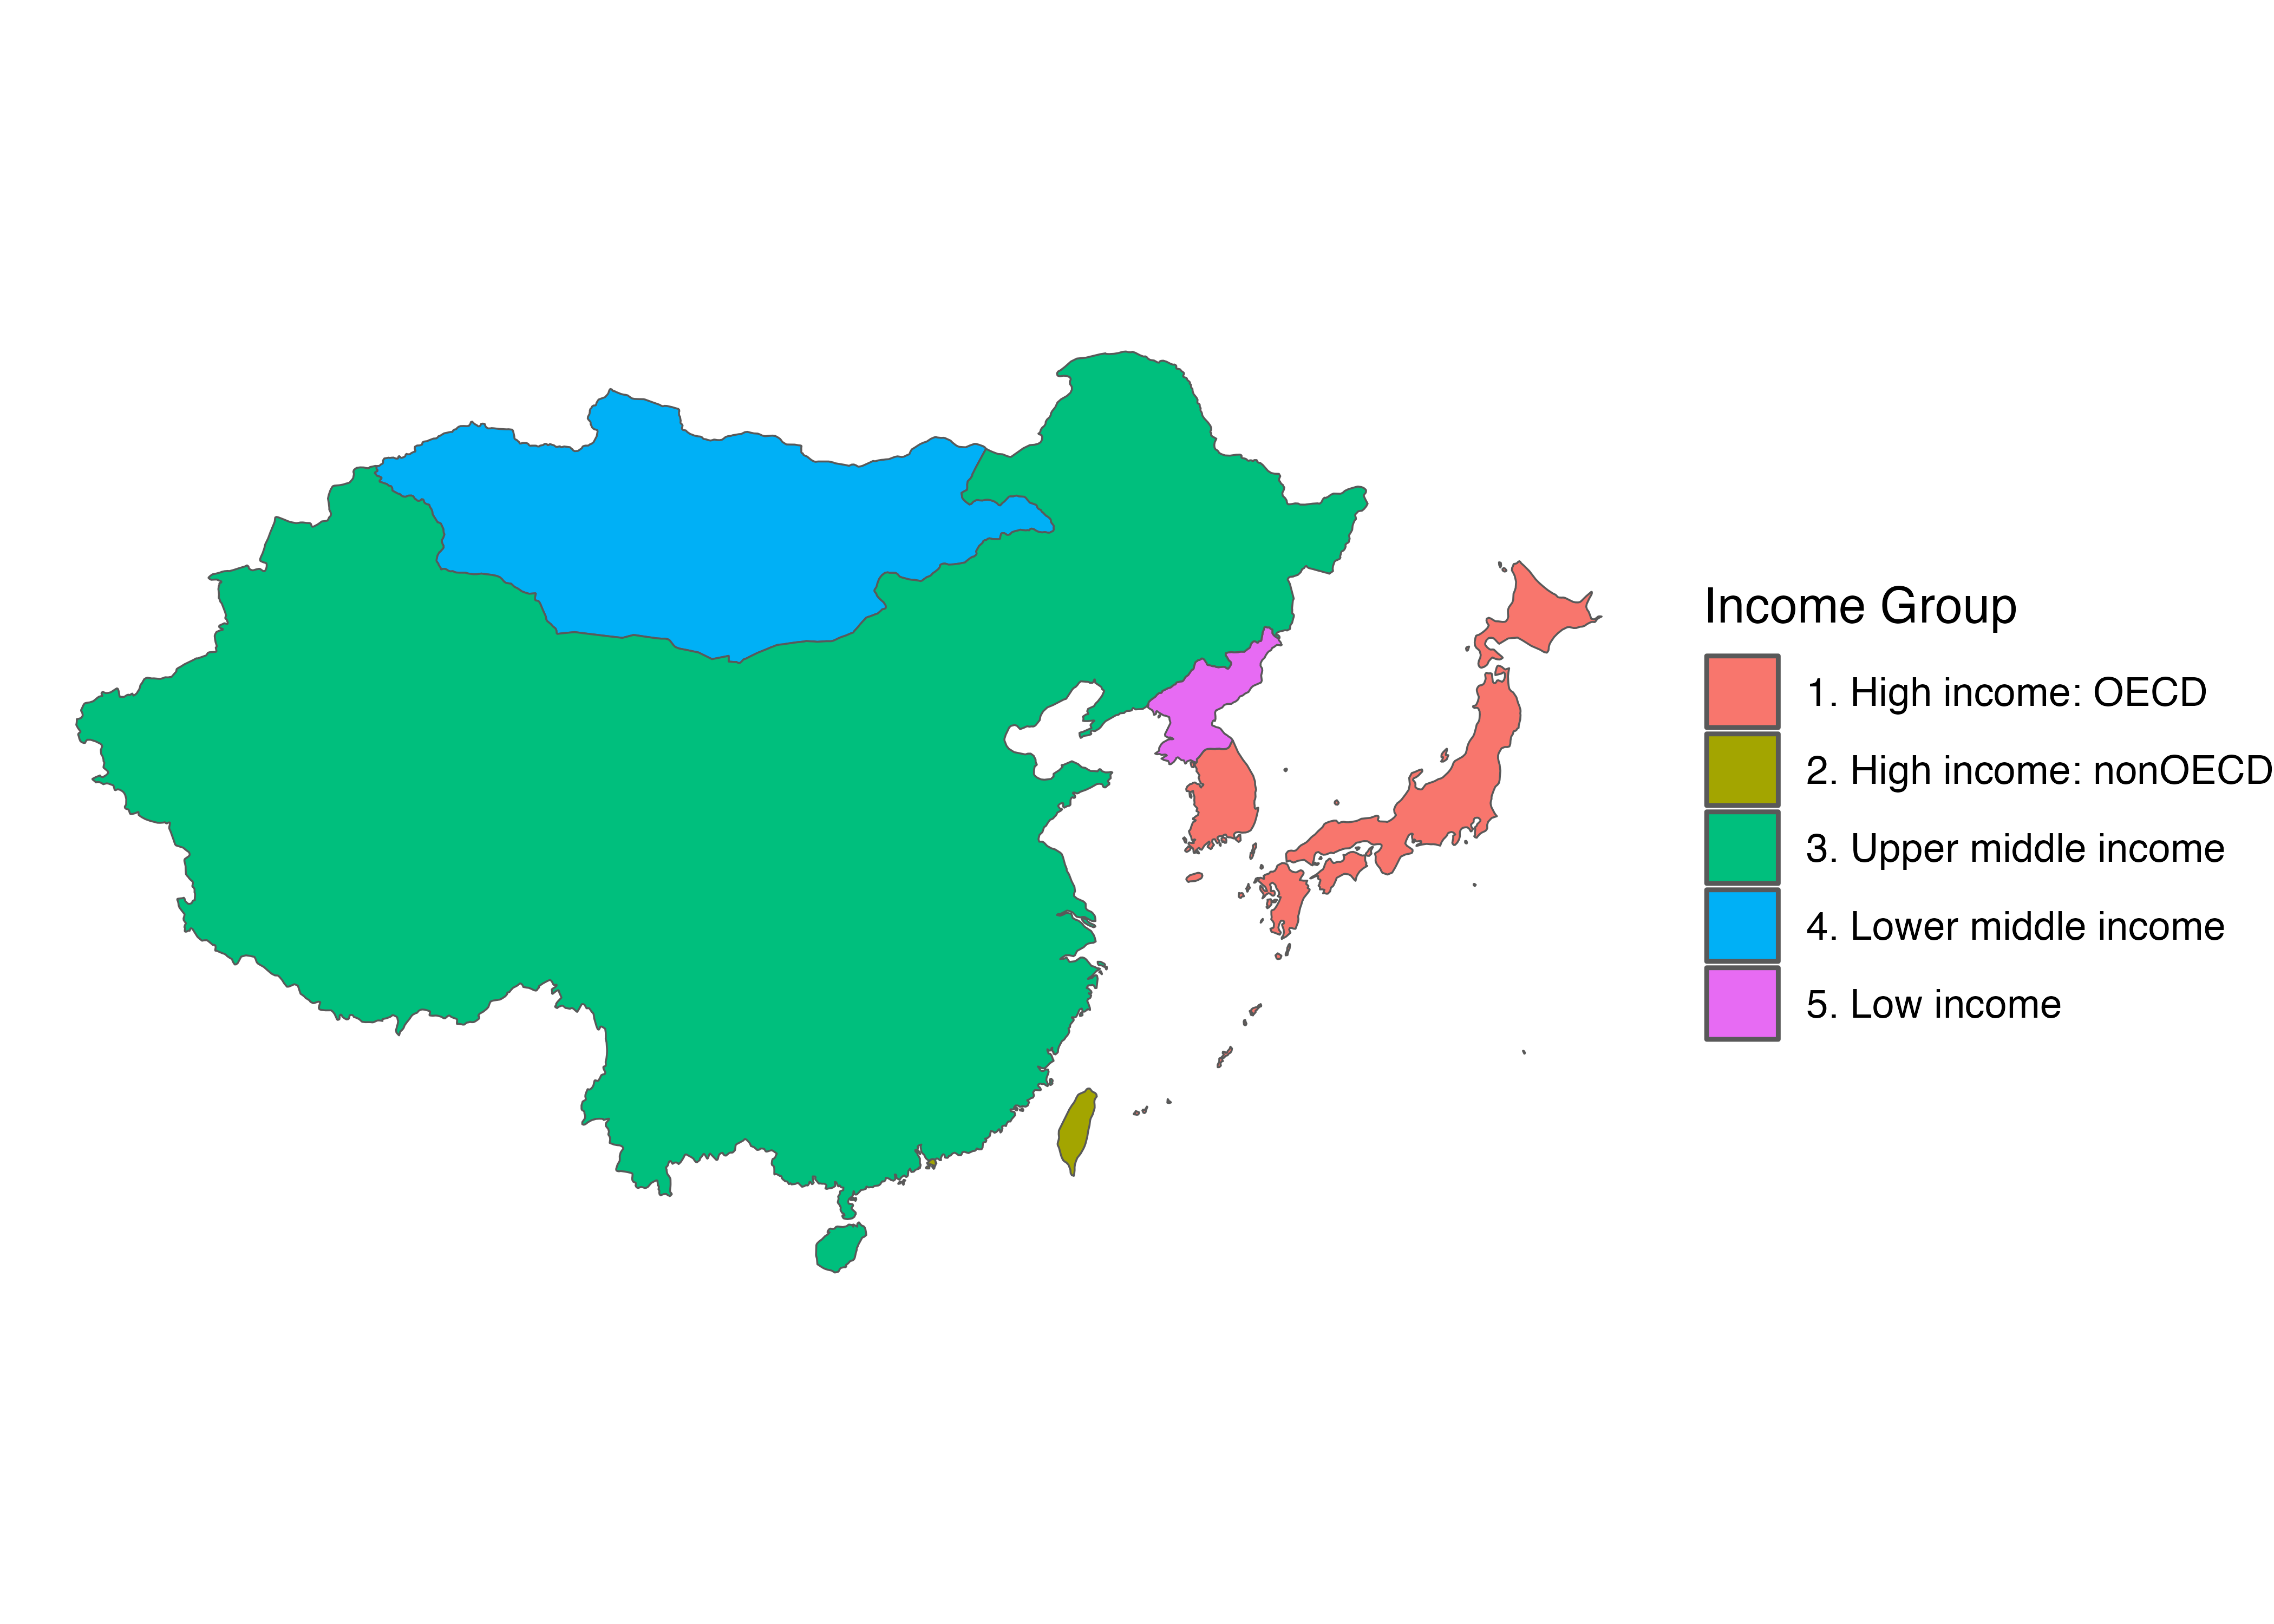 Income Group
1. High income: OECD
2. High income: nonOECD
3. Upper middle income
4. Lower middle income
5. Low income